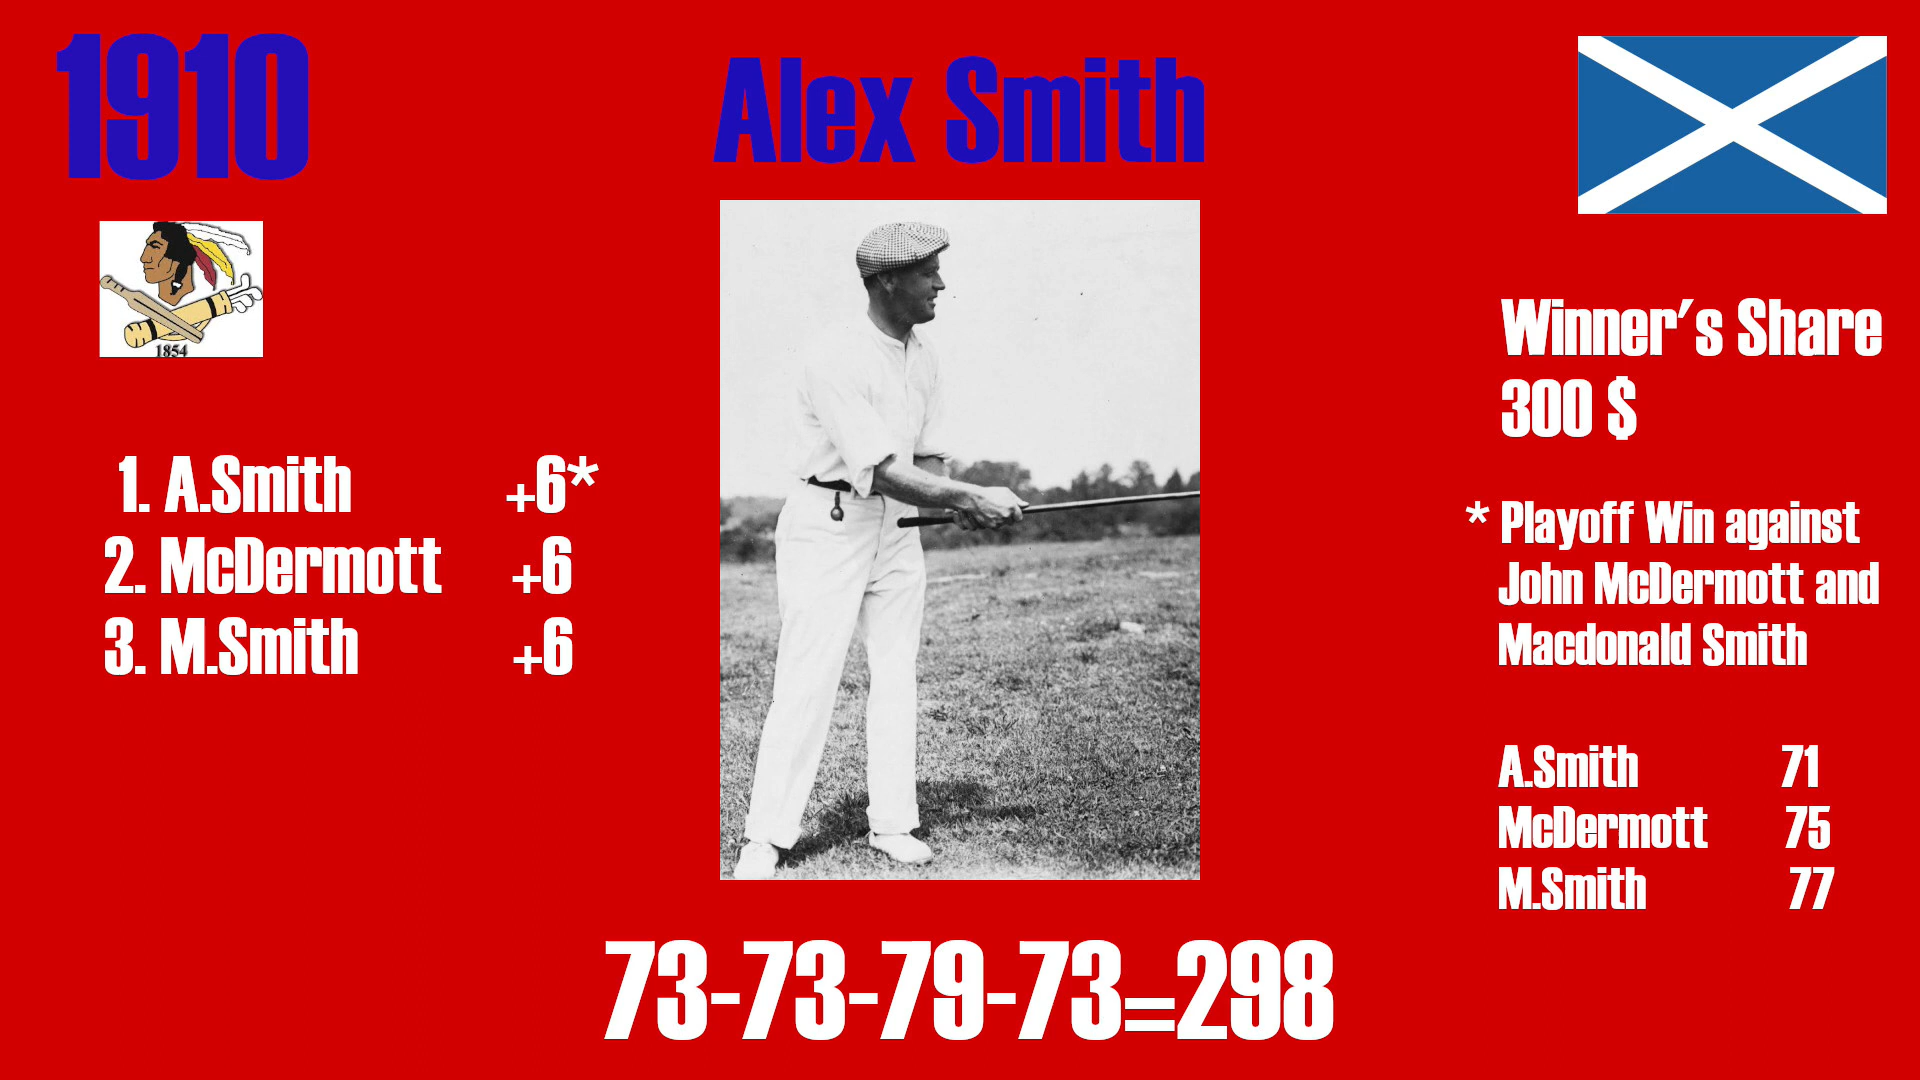 1910
Alex Smith
1854
1. A.Smith +6*
2. McDermott +6
3. M.Smith +6
Winner's Share
300 $
* Playoff Win against
John McDermott and
Macdonald Smith
A.Smith 71
McDermott 75
M.Smith 77
73-73-79-73=298